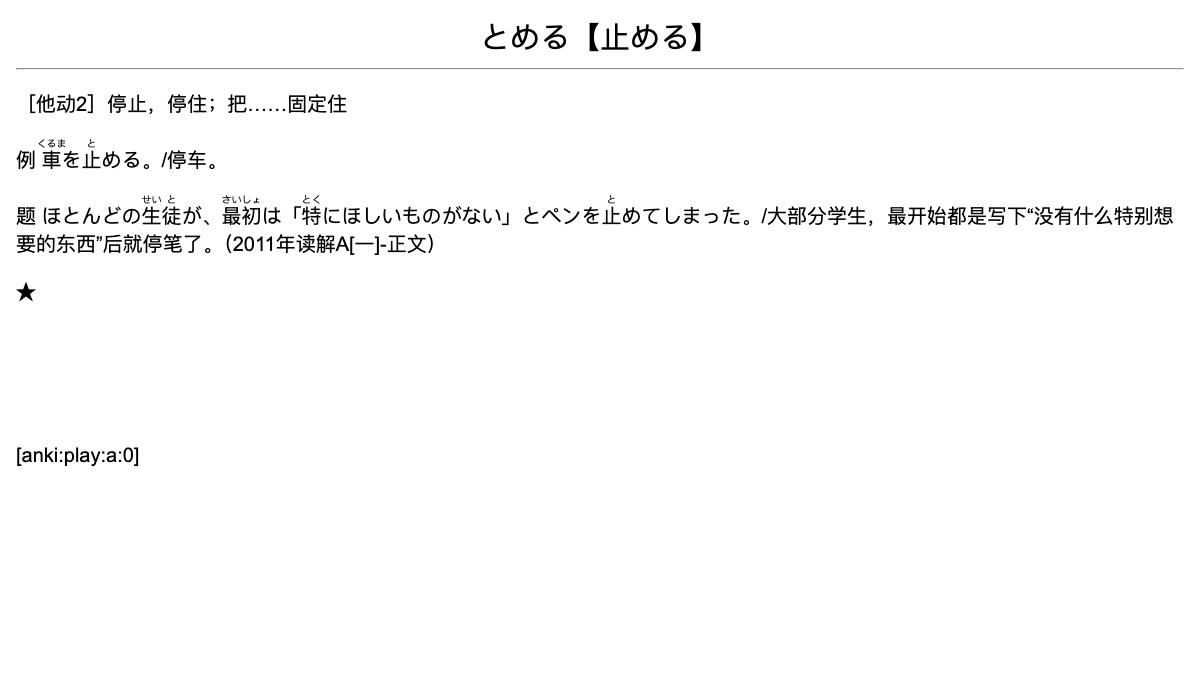 とめる【止める】
［他动2］停止，停住；把……固定住
くるま と
例 車を止める。/停车。
せいと さいしょ とく と
题 ほとんどの生徒が、最初は「特にほしいものがない」とペンを止めてしまった。/大部分学生，最开始都是写下“没有什么特别想
要的东西”后就停笔了。（2011年读解A[一]-正文）
★
[anki:play:a:0]